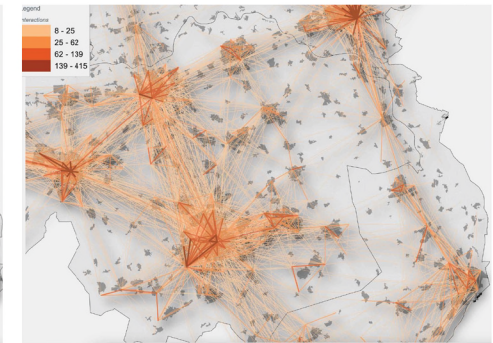 Legend
Interactions
8 - 25
25 - 62
62 - 139
139 - 415